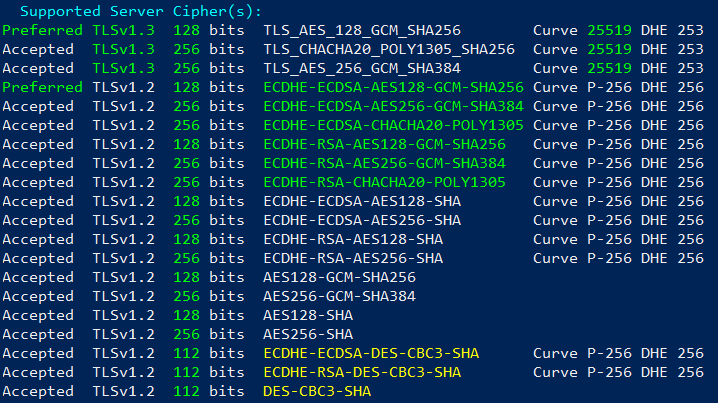 Supported Server Cipher(s):
Preferred TLSv1.3 128 bits TLS_AES_128_GCM_SHA256 Curve 25519 DHE 253
Accepted TLSv1.3 256 bits TLS_CHACHA20_POLY1305_SHA256 Curve 25519 DHE 253
Accepted TLSv1.3 256 bits TLS_AES_256_GCM_SHA384 Curve 25519 DHE 253
Preferred TLSv1.2 128 bits ECDHE-ECDSA-AES128-GCM-SHA256 Curve P-256 DHE 256
Accepted TLSv1.2 256 bits ECDHE-ECDSA-AES256-GCM-SHA384 Curve P-256 DHE 256
Accepted TLSv1.2 256 bits ECDHE-ECDSA-CHACHA20-POLY1305 Curve P-256 DHE 256
Accepted TLSv1.2 128 bits ECDHE-RSA-AES128-GCM-SHA256 Curve P-256 DHE 256
Accepted TLSv1.2 256 bits ECDHE-RSA-AES256-GCM-SHA384 Curve P-256 DHE 256
Accepted TLSv1.2 256 bits ECDHE-RSA-CHACHA20-POLY1305 Curve P-256 DHE 256
Accepted TLSv1.2 128 bits ECDHE-ECDSA-AES128-SHA Curve P-256 DHE 256
Accepted TLSv1.2 256 bits ECDHE-ECDSA-AES256-SHA Curve P-256 DHE 256
Accepted TLSv1.2 128 bits ECDHE-RSA-AES128-SHA Curve P-256 DHE 256
Accepted TLSv1.2 256 bits ECDHE-RSA-AES256-SHA Curve P-256 DHE 256
Accepted TLSv1.2 128 bits AES128-GCM-SHA256
Accepted TLSv1.2 256 bits AES256-GCM-SHA384
Accepted TLSv1.2 128 bits AES128-SHA
Accepted TLSv1.2 256 bits AES256-SHA
Accepted TLSv1.2 112 bits ECDHE-ECDSA-DES-CBC3-SHA Curve P-256 DHE 256
Accepted TLSv1.2 112 bits ECDHE-RSA-DES-CBC3-SHA Curve P-256 DHE 256
Accepted TLSv1.2 112 bits DES-CBC3-SHA